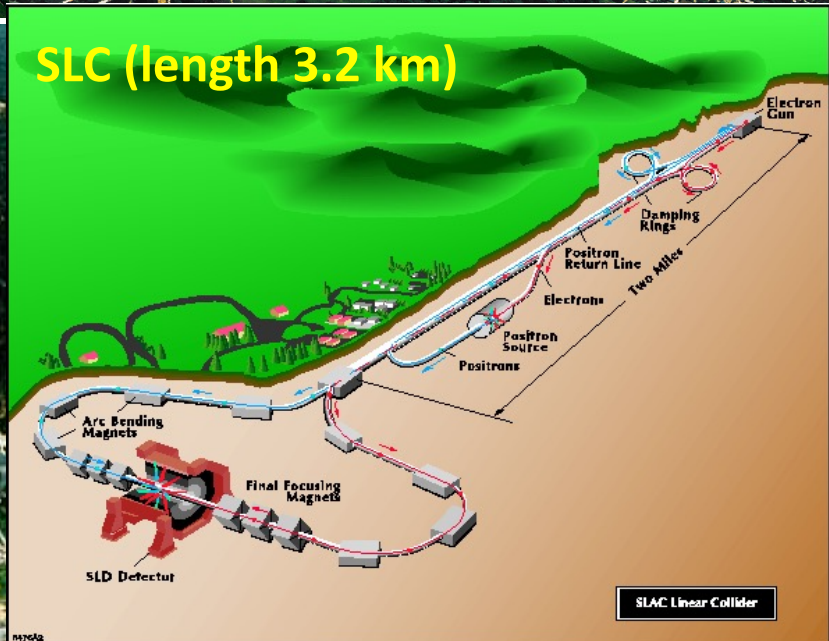 SLC (length 3.2 km)
Electron
Gun
Damping
Rings
Positron
Return Line
Two Miles
Electrons
Positron
Source
Positrons
Arc Bending
Magnets
Final Focusing
Magnets
SLD Detector
SLAC Linear Collider